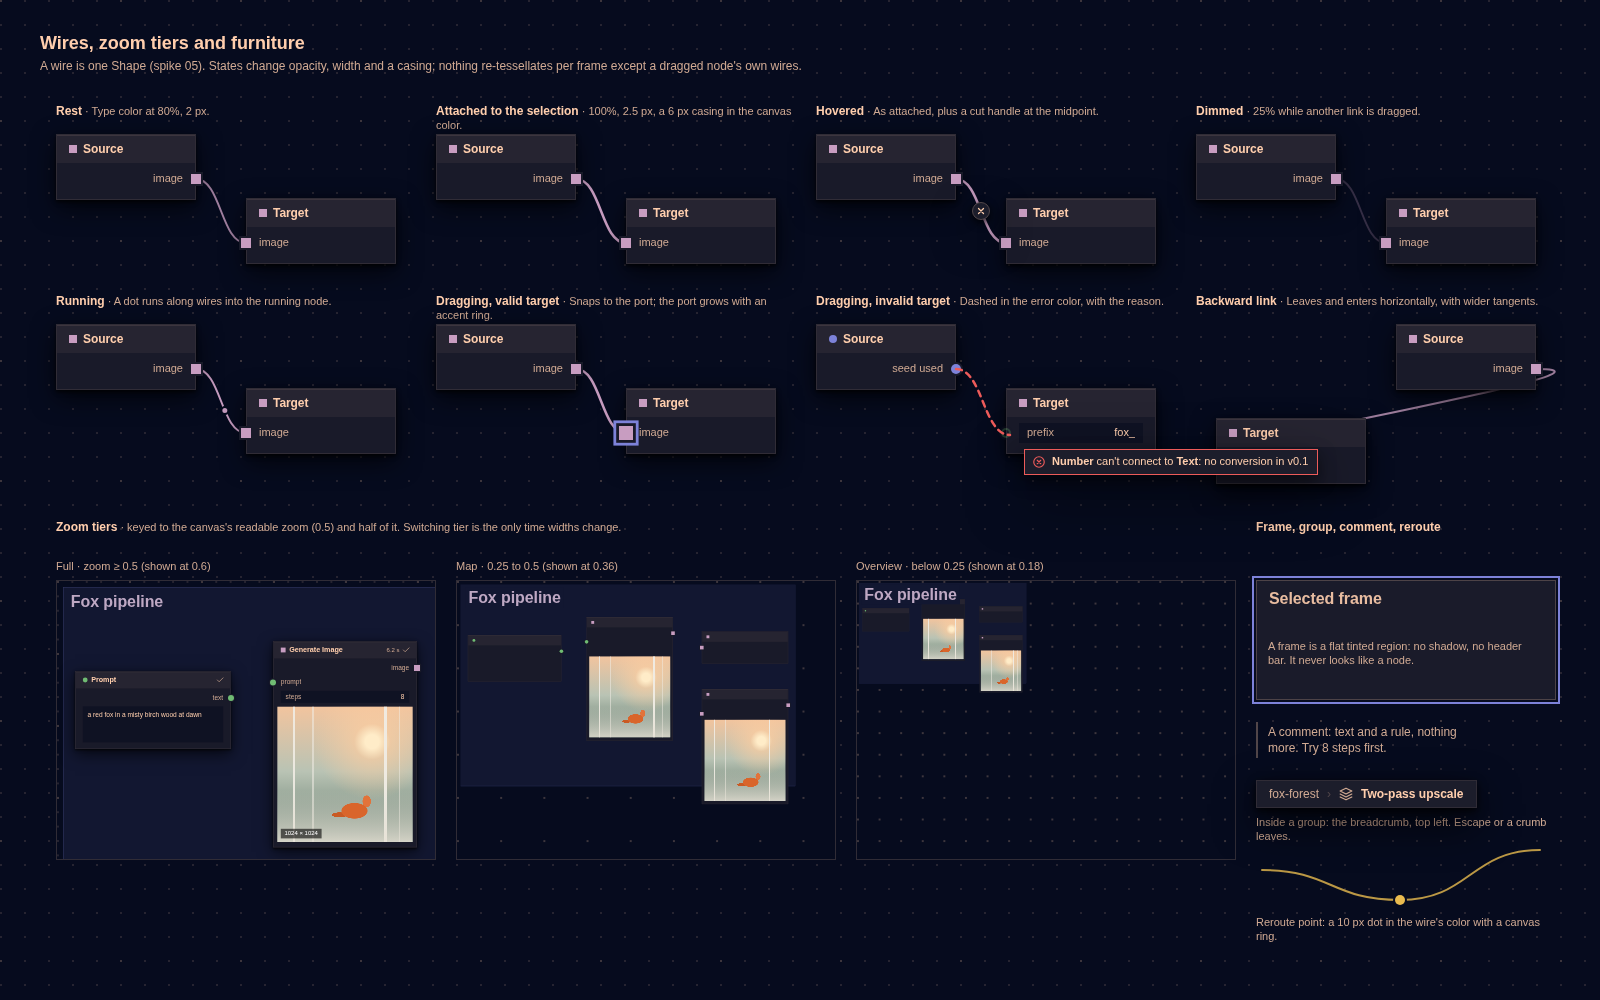 Wires, zoom tiers and furniture
A wire is one Shape (spike 05). States change opacity, width and a casing; nothing re-tessellates per frame except a dragged node's own wires.
Rest · Type color at 80%, 2 px.
Source
image
Target
image
Attached to the selection · 100%, 2.5 px, a 6 px casing in the canvas
color.
Source
image
Target
image
Hovered · As attached, plus a cut handle at the midpoint.
Source
image
Target
image
Dimmed · 25% while another link is dragged.
Source
image
Target
image
Running · A dot runs along wires into the running node.
Source
image
Target
image
Dragging, valid target · Snaps to the port; the port grows with an
accent ring.
Source
image
Target
image
Dragging, invalid target · Dashed in the error color, with the reason.
Source
seed used
Target
prefix fox_
Number can't connect to Text: no conversion in v0.1
Backward link · Leaves and enters horizontally, with wider tangents.
Source
image
Target
Zoom tiers · keyed to the canvas's readable zoom (0.5) and half of it. Switching tier is the only time widths change.
Full · zoom ≥ 0.5 (shown at 0.6)
Fox pipeline
Prompt
text
a red fox in a misty birch wood at dawn
Generate Image 6.2 s
image
prompt
steps 8
1024 × 1024
Map · 0.25 to 0.5 (shown at 0.36)
Fox pipeline
Overview · below 0.25 (shown at 0.18)
Fox pipeline
Frame, group, comment, reroute
Selected frame
A frame is a flat tinted region: no shadow, no header
bar. It never looks like a node.
A comment: text and a rule, nothing
more. Try 8 steps first.
fox-forest › Two-pass upscale
Inside a group: the breadcrumb, top left. Escape or a crumb
leaves.
Reroute point: a 10 px dot in the wire's color with a canvas
ring.